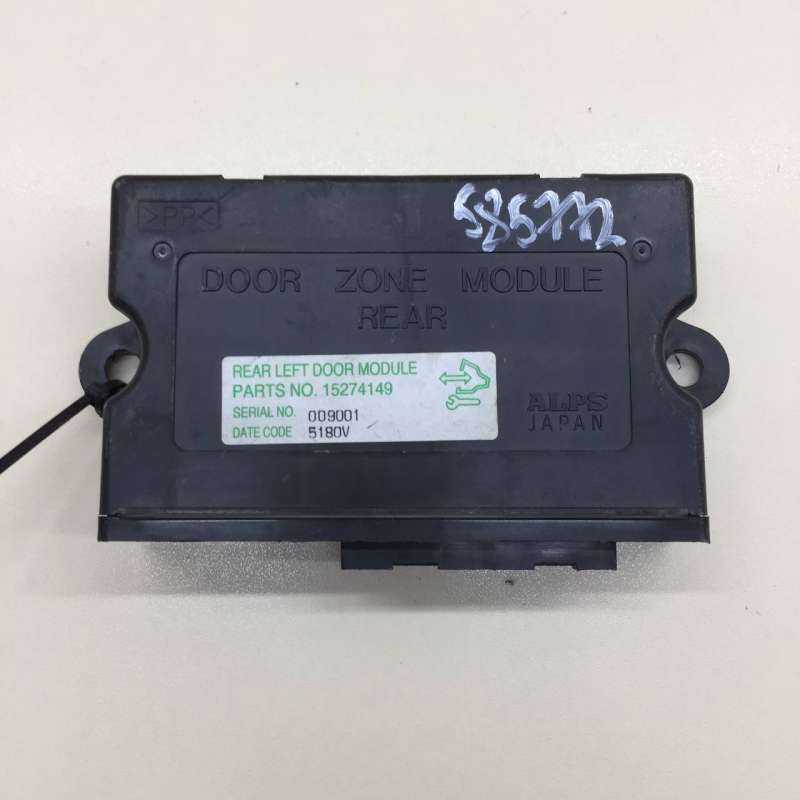 >PP<
585772
DOOR ZONE MODULE
REAR
REAR LEFT DOOR MODULE
PARTS NO. 15274149
SERIAL NO. 009001
DATE CODE 5180V
ALPS
JAPAN